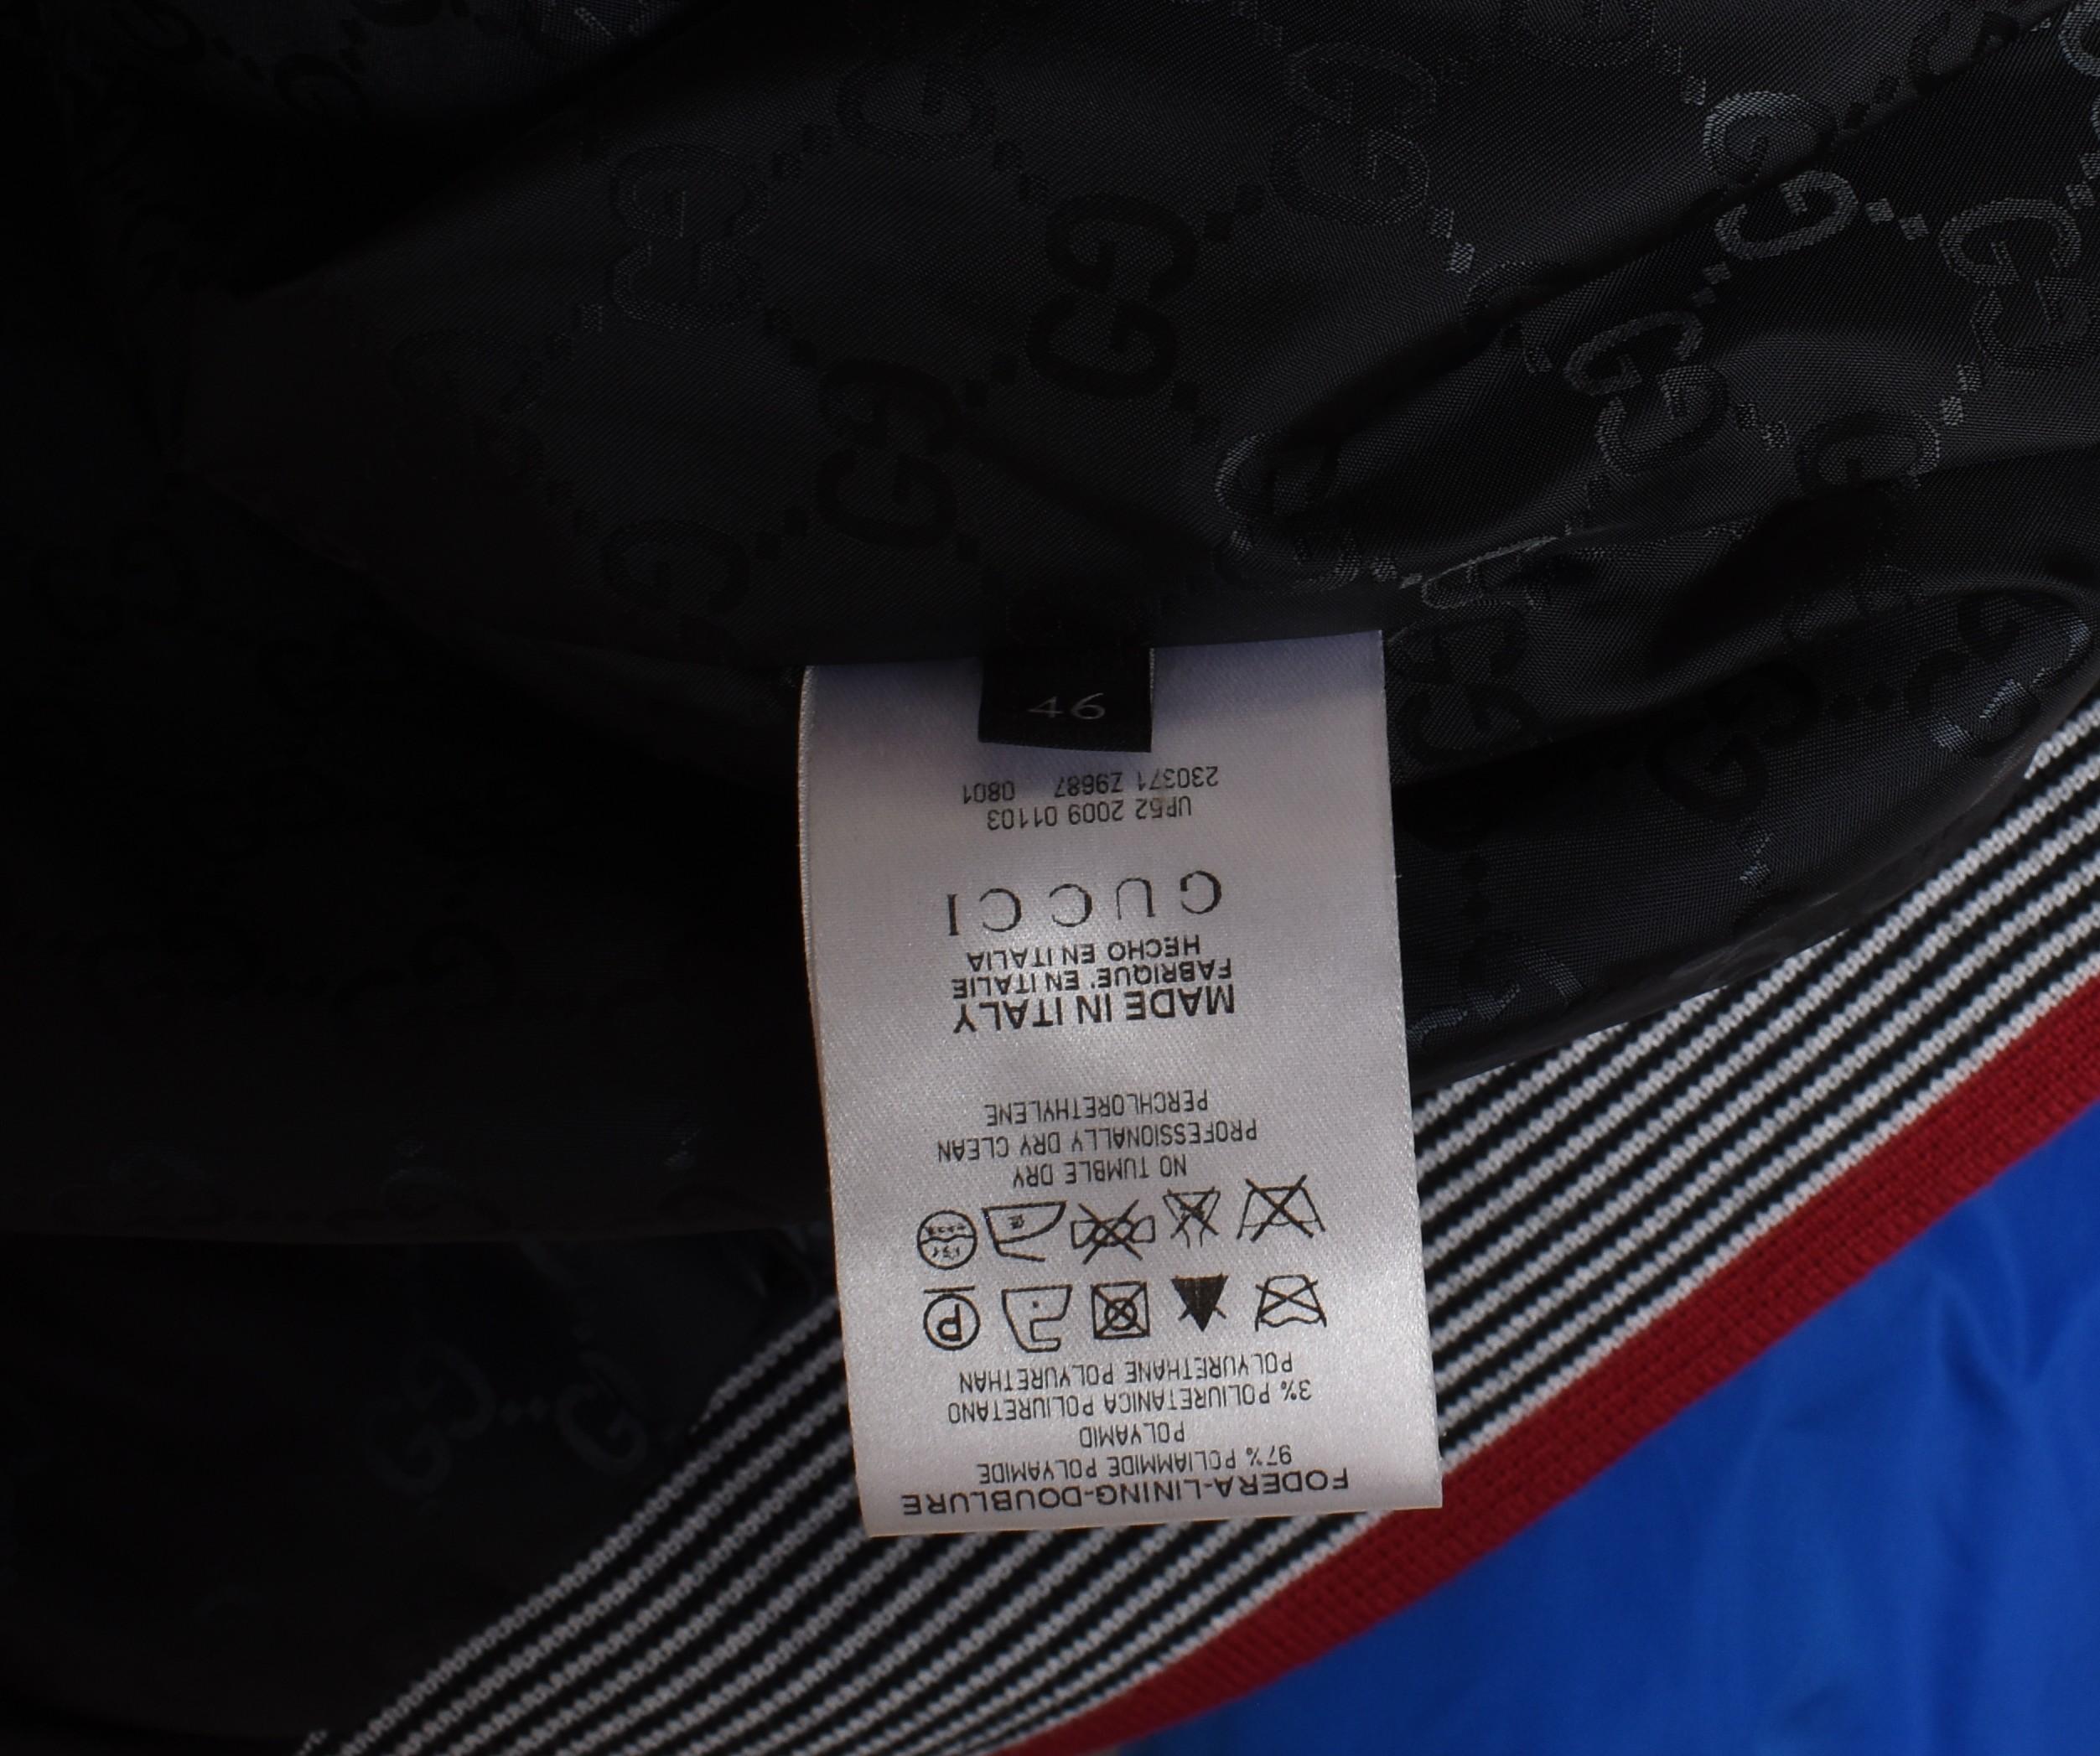 46
FODERA-LINING-DOUBLURE
97% POLIAMMIDE POLYAMIDE
POLYAMID
3% POLIURETANICA POLIURETANO
POLYURETHANE POLYURETHAN
P
NO TUMBLE DRY
PROFESSIONALLY DRY CLEAN
PERCHLORETHYLENE
MADE IN ITALY
FABRIQUE' EN ITALIE
HECHO EN ITALIA
GUCCI
UP52 2009 01103
230371 Z9687 0801